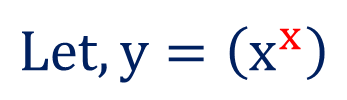 Let, y = (xˣ)